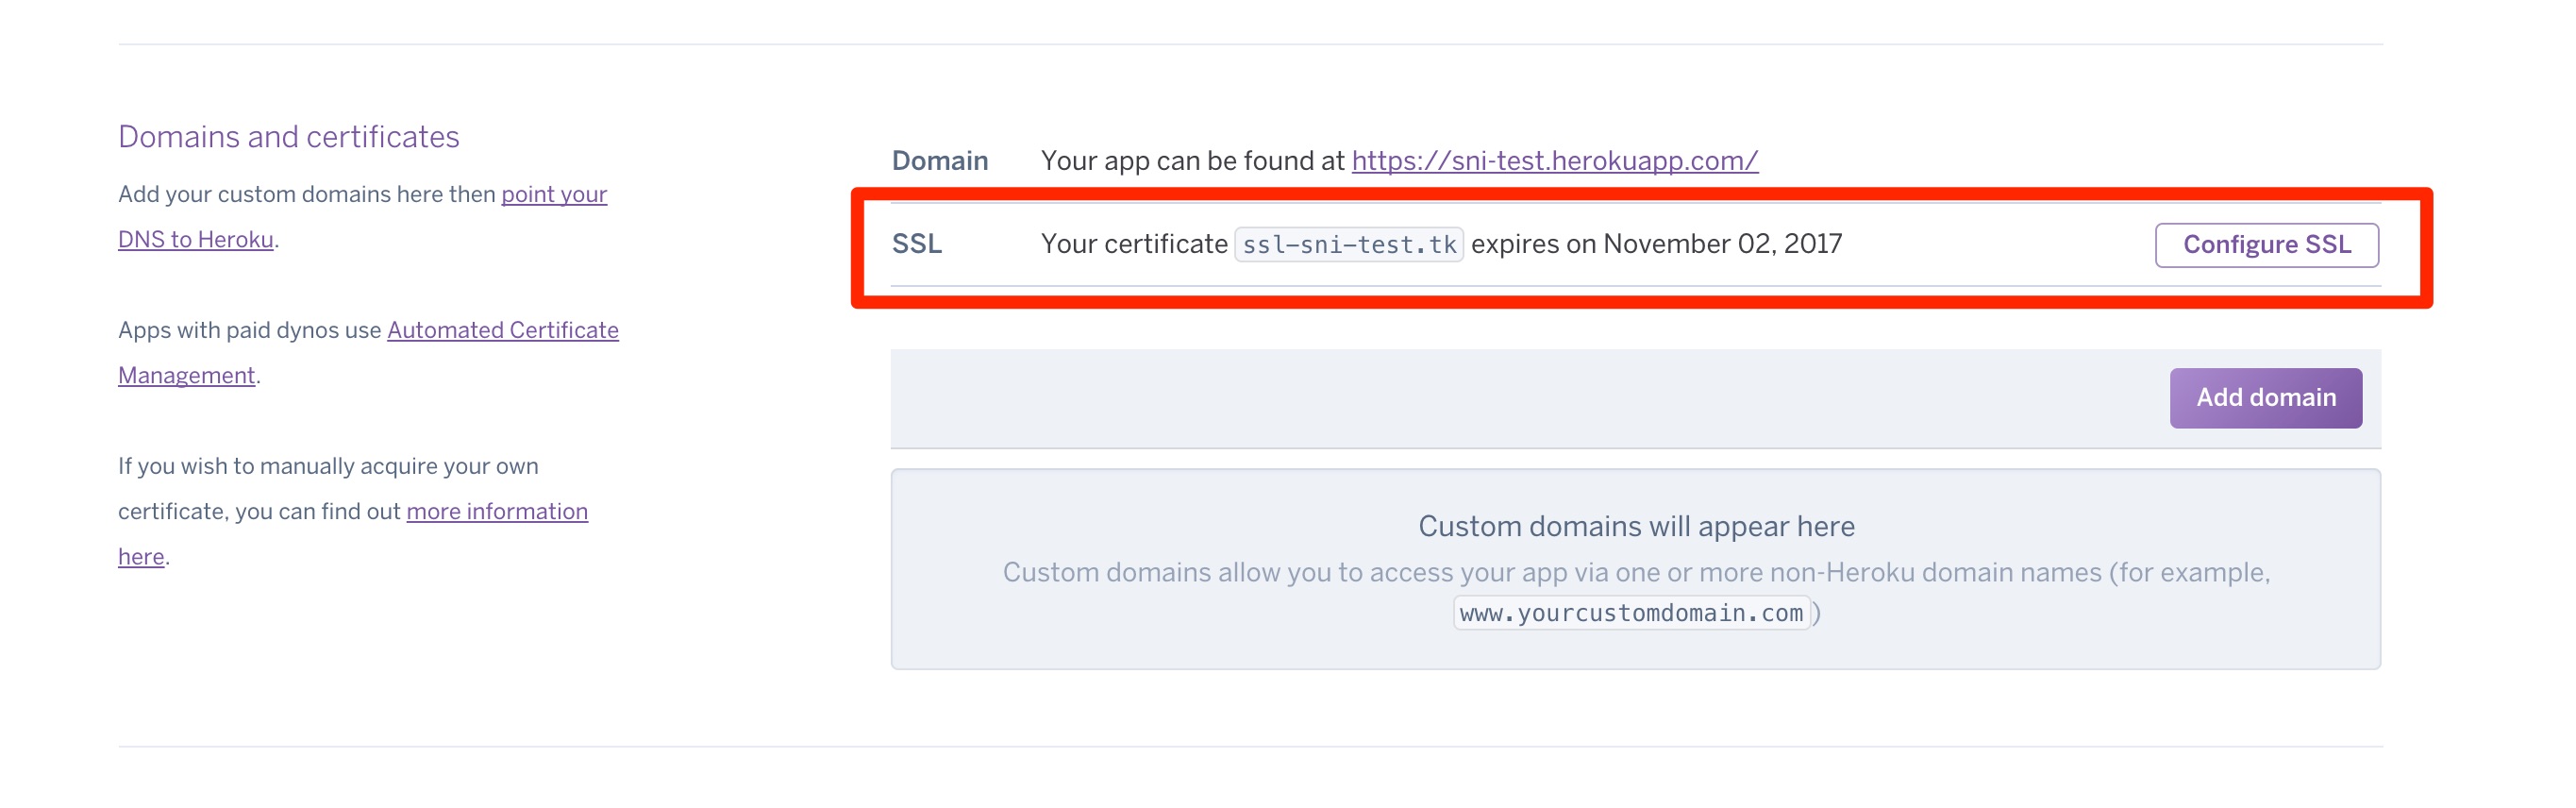 Domains and certificates
Add your custom domains here then point your
DNS to Heroku.
Apps with paid dynos use Automated Certificate
Management.
If you wish to manually acquire your own
certificate, you can find out more information
here.
Domain Your app can be found at https://sni-test.herokuapp.com/
SSL Your certificate ssl-sni-test.tk expires on November 02, 2017 Configure SSL
Add domain
Custom domains will appear here
Custom domains allow you to access your app via one or more non-Heroku domain names (for example,
www.yourcustomdomain.com)